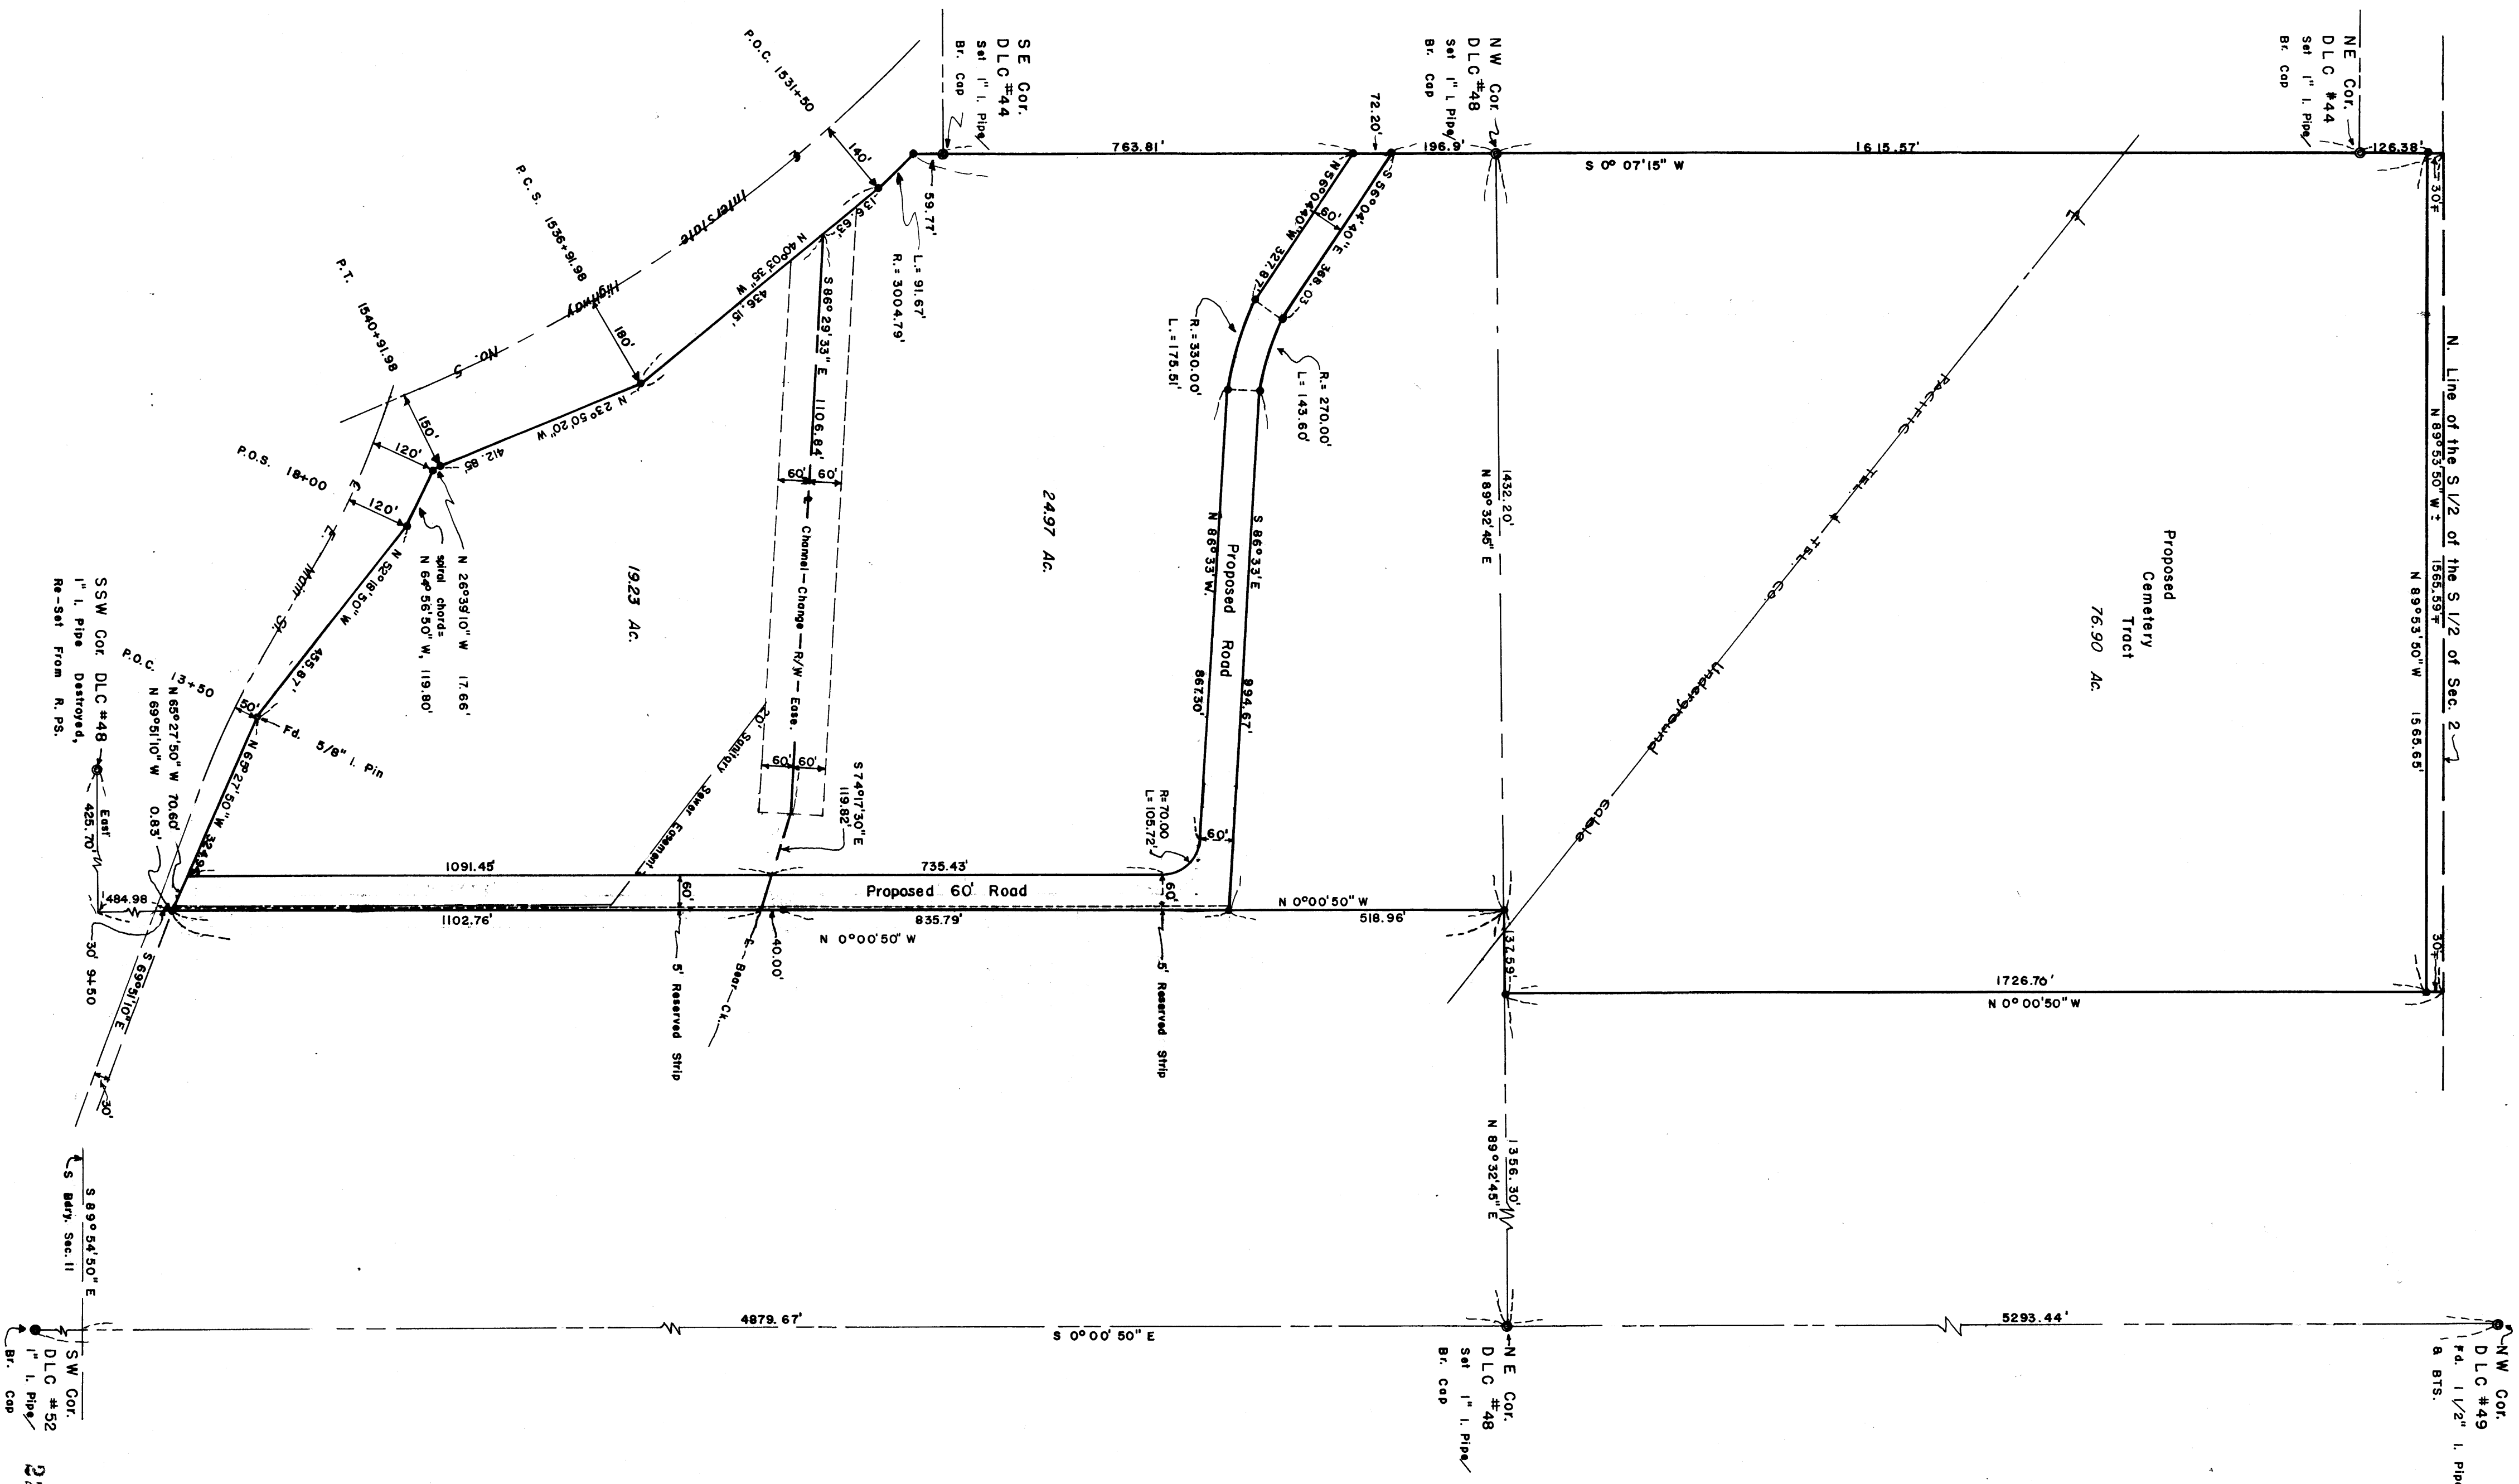 NE Cor.
DLC #44
Set 1" I. Pipe/
Br. Cap
126.38'
30'∓
N. Line of the S 1/2 of the S 1/2 of Sec. 2
N 89°53'50" W ± 1565.59'∓
N 89°53'50" W 1565.65'
30'∓
NW Cor.
DLC #49
Fd. 1 1/2" I. Pipe
& BTS.
Proposed
Cemetery
Tract
76.90 Ac.
PACIFIC TEL. & TEL. CO. Underground Cable
1615.57'
S 0° 07'15" W
1726.70'
N 0°00'50" W
5293.44'
NW Cor.
DLC #48
Set 1" I. Pipe/
Br. Cap
1432.20'
N 89°32'45" E
137.59'
1356.30'
N 89°32'45" E
NE Cor.
DLC #48
Set 1" I. Pipe/
Br. Cap
196.9'
72.20'
S 56°04'40" E 368.03
N 56°04'40" W 327.87'
60'
R.= 270.00'
L= 143.60'
R.= 330.00'
L.= 175.51'
S 86°33' E 994.67'
Proposed Road
N 86°33' W. 867.30'
60'
R=70.00
L=105.72'
N 0°00'50" W
518.96'
763.81'
SE Cor.
DLC #44
Set 1" I. Pipe/
Br. Cap
59.77'
L.= 91.67'
R.= 3004.79'
24.97 Ac.
735.43'
Proposed 60' Road
60'
835.79'
N 0°00'50" W
5' Reserved Strip
P.O.C. 1531+50
140'
136.63'
N 40°03'35" W
436.15'
S 86° 29'33" E 1106.84'
60' 60'
℄ Channel-Change-R/W-Ease.
60' 60'
S 74°17'30" E
119.82'
40.00'
℄ - Bear-Ck.
℄ Interstate Highway No. 5
P.C.S. 1536+91.98
180'
N 23° 50'20" W
412.85'
P.T. 1540+91.98
150'
120'
N 26°39'10" W 17.66'
spiral chord=
N 64° 56'50" W, 119.80'
19.23 Ac.
20'
Sanitary Sewer Easement
1091.45'
60'
1102.76'
5' Reserved Strip
P.O.S. 18+00
120'
℄ E. Main St.
N 52°18'50" W
455.87'
P.O.C. 13+50
50'
Fd. 5/8" I. Pin
N 65°27'50" W 324.9
N 65°27'50" W 70.60'
N 69°51'10" W 0.83'
SSW Cor. DLC #48
1" I. Pipe Destroyed,
Re-Set From R. PS.
East
425.70'
484.98
30' 9+50
S 69°51'10" E
30'
S 89°54'50" E
S Bdry. Sec. 11
4879.67'
S 0°00'50" E
SW Cor.
DLC #52
1" I. Pipe/
Br. Cap